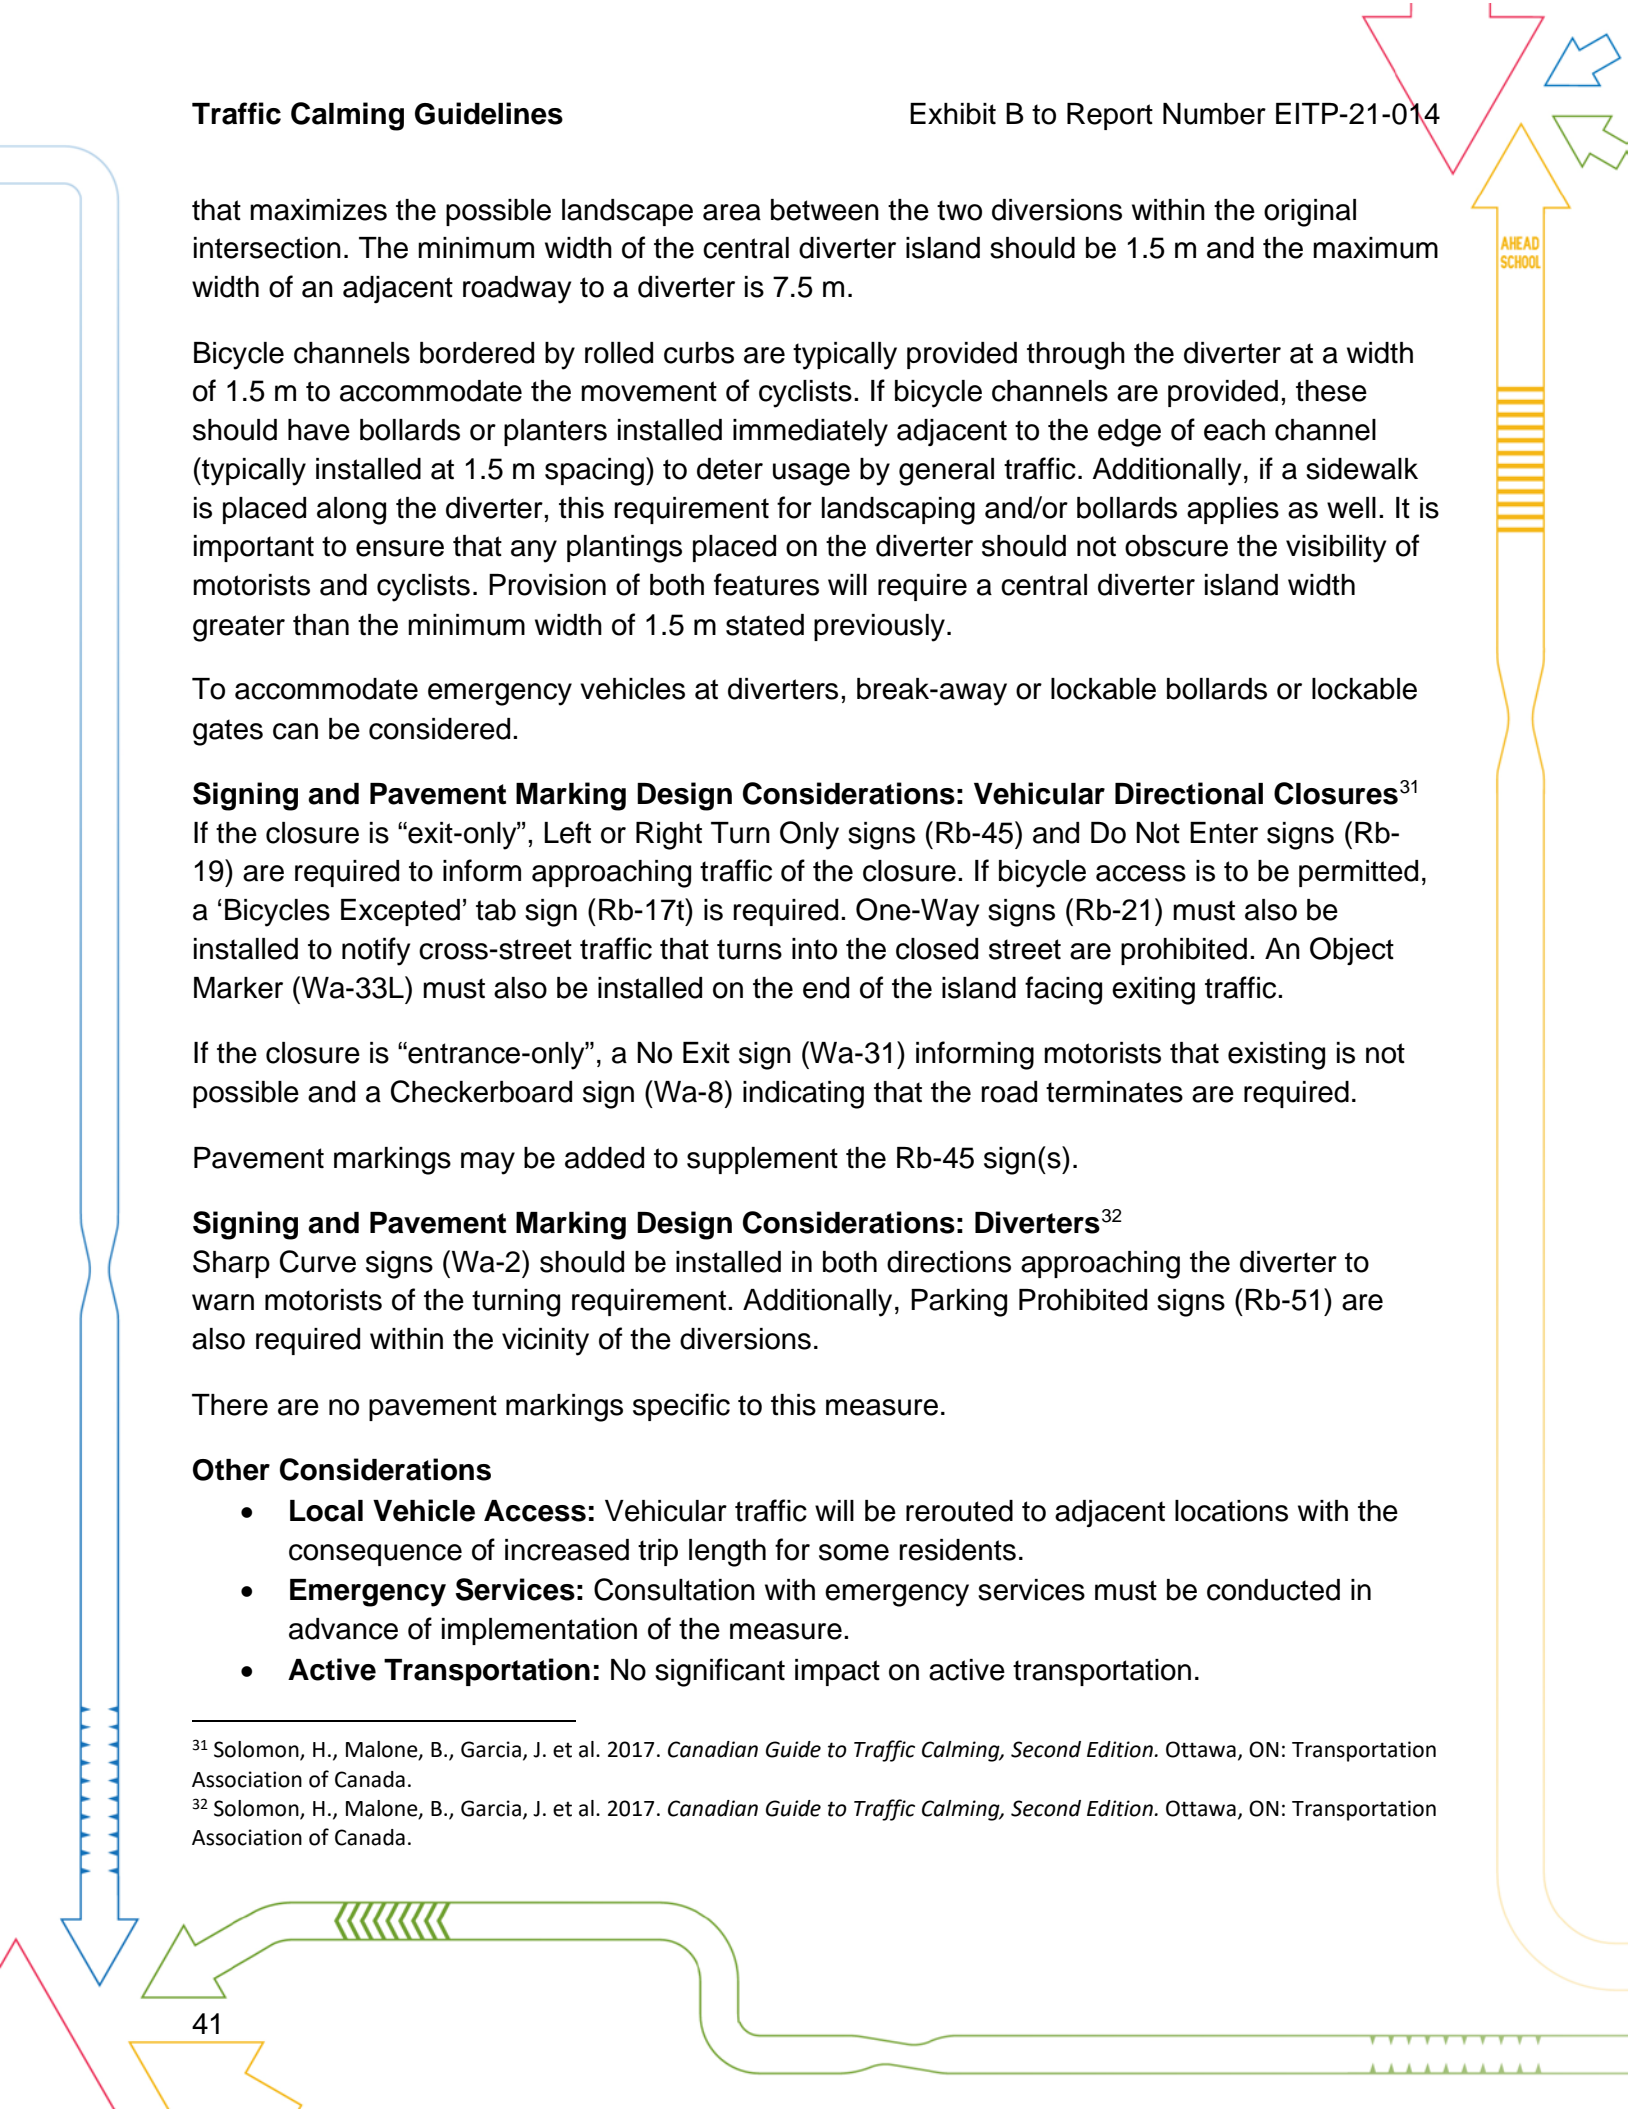 Traffic Calming Guidelines
Exhibit B to Report Number EITP-21-014
AHEAD
SCHOOL
that maximizes the possible landscape area between the two diversions within the original
intersection. The minimum width of the central diverter island should be 1.5 m and the maximum
width of an adjacent roadway to a diverter is 7.5 m.
Bicycle channels bordered by rolled curbs are typically provided through the diverter at a width
of 1.5 m to accommodate the movement of cyclists. If bicycle channels are provided, these
should have bollards or planters installed immediately adjacent to the edge of each channel
(typically installed at 1.5 m spacing) to deter usage by general traffic. Additionally, if a sidewalk
is placed along the diverter, this requirement for landscaping and/or bollards applies as well. It is
important to ensure that any plantings placed on the diverter should not obscure the visibility of
motorists and cyclists. Provision of both features will require a central diverter island width
greater than the minimum width of 1.5 m stated previously.
To accommodate emergency vehicles at diverters, break-away or lockable bollards or lockable
gates can be considered.
Signing and Pavement Marking Design Considerations: Vehicular Directional Closures31
If the closure is “exit-only”, Left or Right Turn Only signs (Rb-45) and Do Not Enter signs (Rb-
19) are required to inform approaching traffic of the closure. If bicycle access is to be permitted,
a ‘Bicycles Excepted’ tab sign (Rb-17t) is required. One-Way signs (Rb-21) must also be
installed to notify cross-street traffic that turns into the closed street are prohibited. An Object
Marker (Wa-33L) must also be installed on the end of the island facing exiting traffic.
If the closure is “entrance-only”, a No Exit sign (Wa-31) informing motorists that existing is not
possible and a Checkerboard sign (Wa-8) indicating that the road terminates are required.
Pavement markings may be added to supplement the Rb-45 sign(s).
Signing and Pavement Marking Design Considerations: Diverters32
Sharp Curve signs (Wa-2) should be installed in both directions approaching the diverter to
warn motorists of the turning requirement. Additionally, Parking Prohibited signs (Rb-51) are
also required within the vicinity of the diversions.
There are no pavement markings specific to this measure.
Other Considerations
• Local Vehicle Access: Vehicular traffic will be rerouted to adjacent locations with the
consequence of increased trip length for some residents.
• Emergency Services: Consultation with emergency services must be conducted in
advance of implementation of the measure.
• Active Transportation: No significant impact on active transportation.
31 Solomon, H., Malone, B., Garcia, J. et al. 2017. Canadian Guide to Traffic Calming, Second Edition. Ottawa, ON: Transportation
Association of Canada.
32 Solomon, H., Malone, B., Garcia, J. et al. 2017. Canadian Guide to Traffic Calming, Second Edition. Ottawa, ON: Transportation
Association of Canada.
41